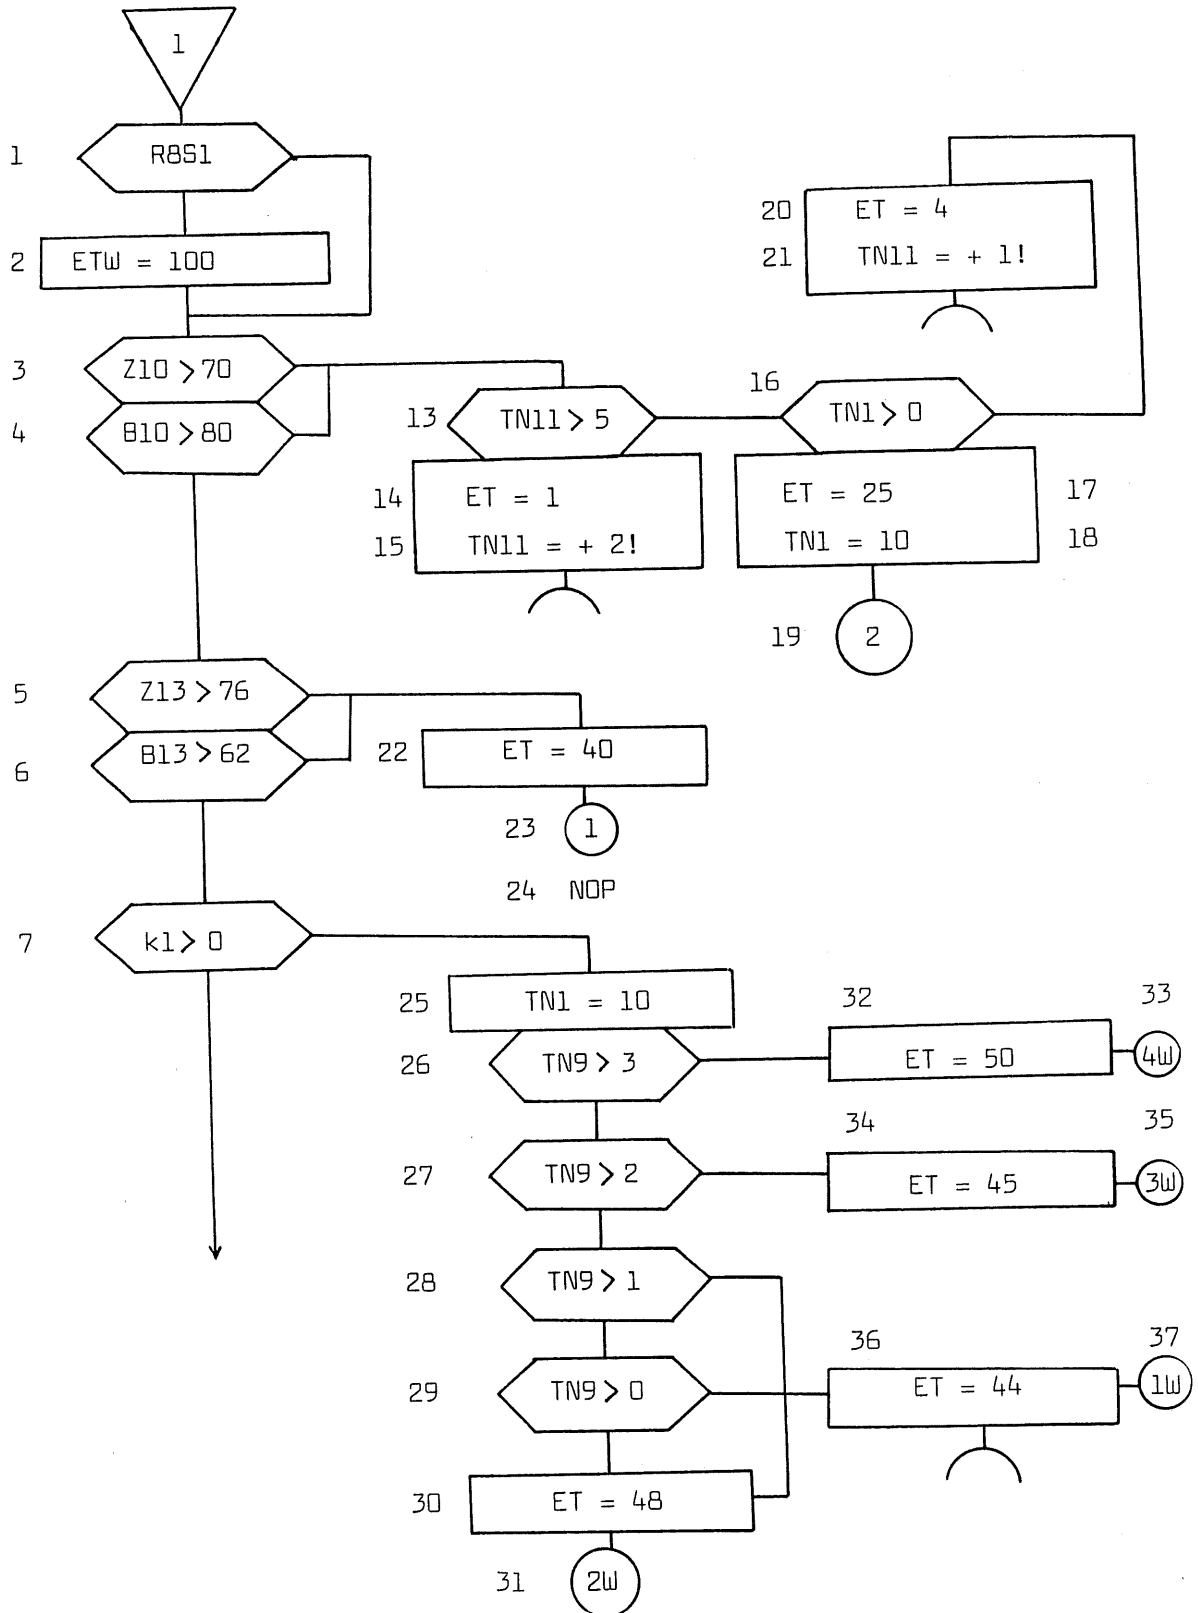 1
1 R8S1
2 ETW = 100
3 Z10 > 70
4 B10 > 80
13 TN11 > 5
14 ET = 1
15 TN11 = + 2!
16 TN1 > 0
ET = 25 17
TN1 = 10 18
19 2
20 ET = 4
21 TN11 = + 1!
5 Z13 > 76
6 B13 > 62
22 ET = 40
23 1
24 NOP
7 k1 > 0
25 TN1 = 10
26 TN9 > 3
32 33
ET = 50 4W
27 TN9 > 2
34 35
ET = 45 3W
28 TN9 > 1
29 TN9 > 0
36 37
ET = 44 1W
30 ET = 48
31 2W